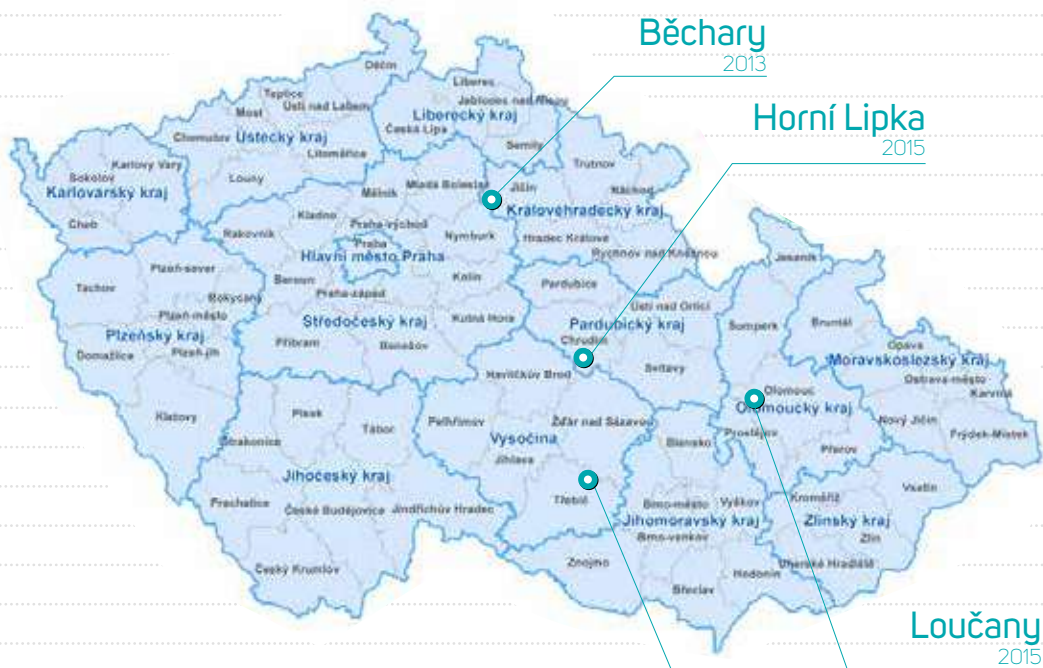 Běchary
2013
Horní Lipka
2015
Děčín
Liberec
Teplice
Jablonec nad Nisou
Most
Ústí nad Labem
Liberecký kraj
Chomutov
Ústecký kraj
Česká Lípa
Semily
Litoměřice
Trutnov
Karlovy Vary
Sokolov
Louny
Mladá Boleslav
Jičín
Náchod
Karlovarský kraj
Mělník
Královéhradecký kraj
Kladno
Cheb
Praha-východ
Rakovník
Nymburk
Hradec Králové
Praha
Rychnov nad Kněžnou
Hlavní město Praha
Jeseník
Plzeň-sever
Beroun
Kolín
Pardubice
Tachov
Praha-západ
Rokycany
Ústí nad Orlicí
Plzeň-město
Středočeský kraj
Kutná Hora
Pardubický kraj
Šumperk
Bruntál
Plzeňský kraj
Příbram
Benešov
Chrudim
Opava
Domažlice
Plzeň-jih
Moravskoslezský kraj
Havlíčkův Brod
Svitavy
Ostrava-město
Olomouc
Karviná
Klatovy
Písek
Olomoucký kraj
Tábor
Pelhřimov
Žďár nad Sázavou
Nový Jičín
Strakonice
Vysočina
Blansko
Prostějov
Frýdek-Místek
Jihlava
Přerov
Jihočeský kraj
Vsetín
Prachatice
České Budějovice
Jindřichův Hradec
Třebíč
Brno-město
Vyškov
Kroměříž
Jihomoravský kraj
Zlínský kraj
Brno-venkov
Zlín
Český Krumlov
Znojmo
Hodonín
Uherské Hradiště
Břeclav
Loučany
2015